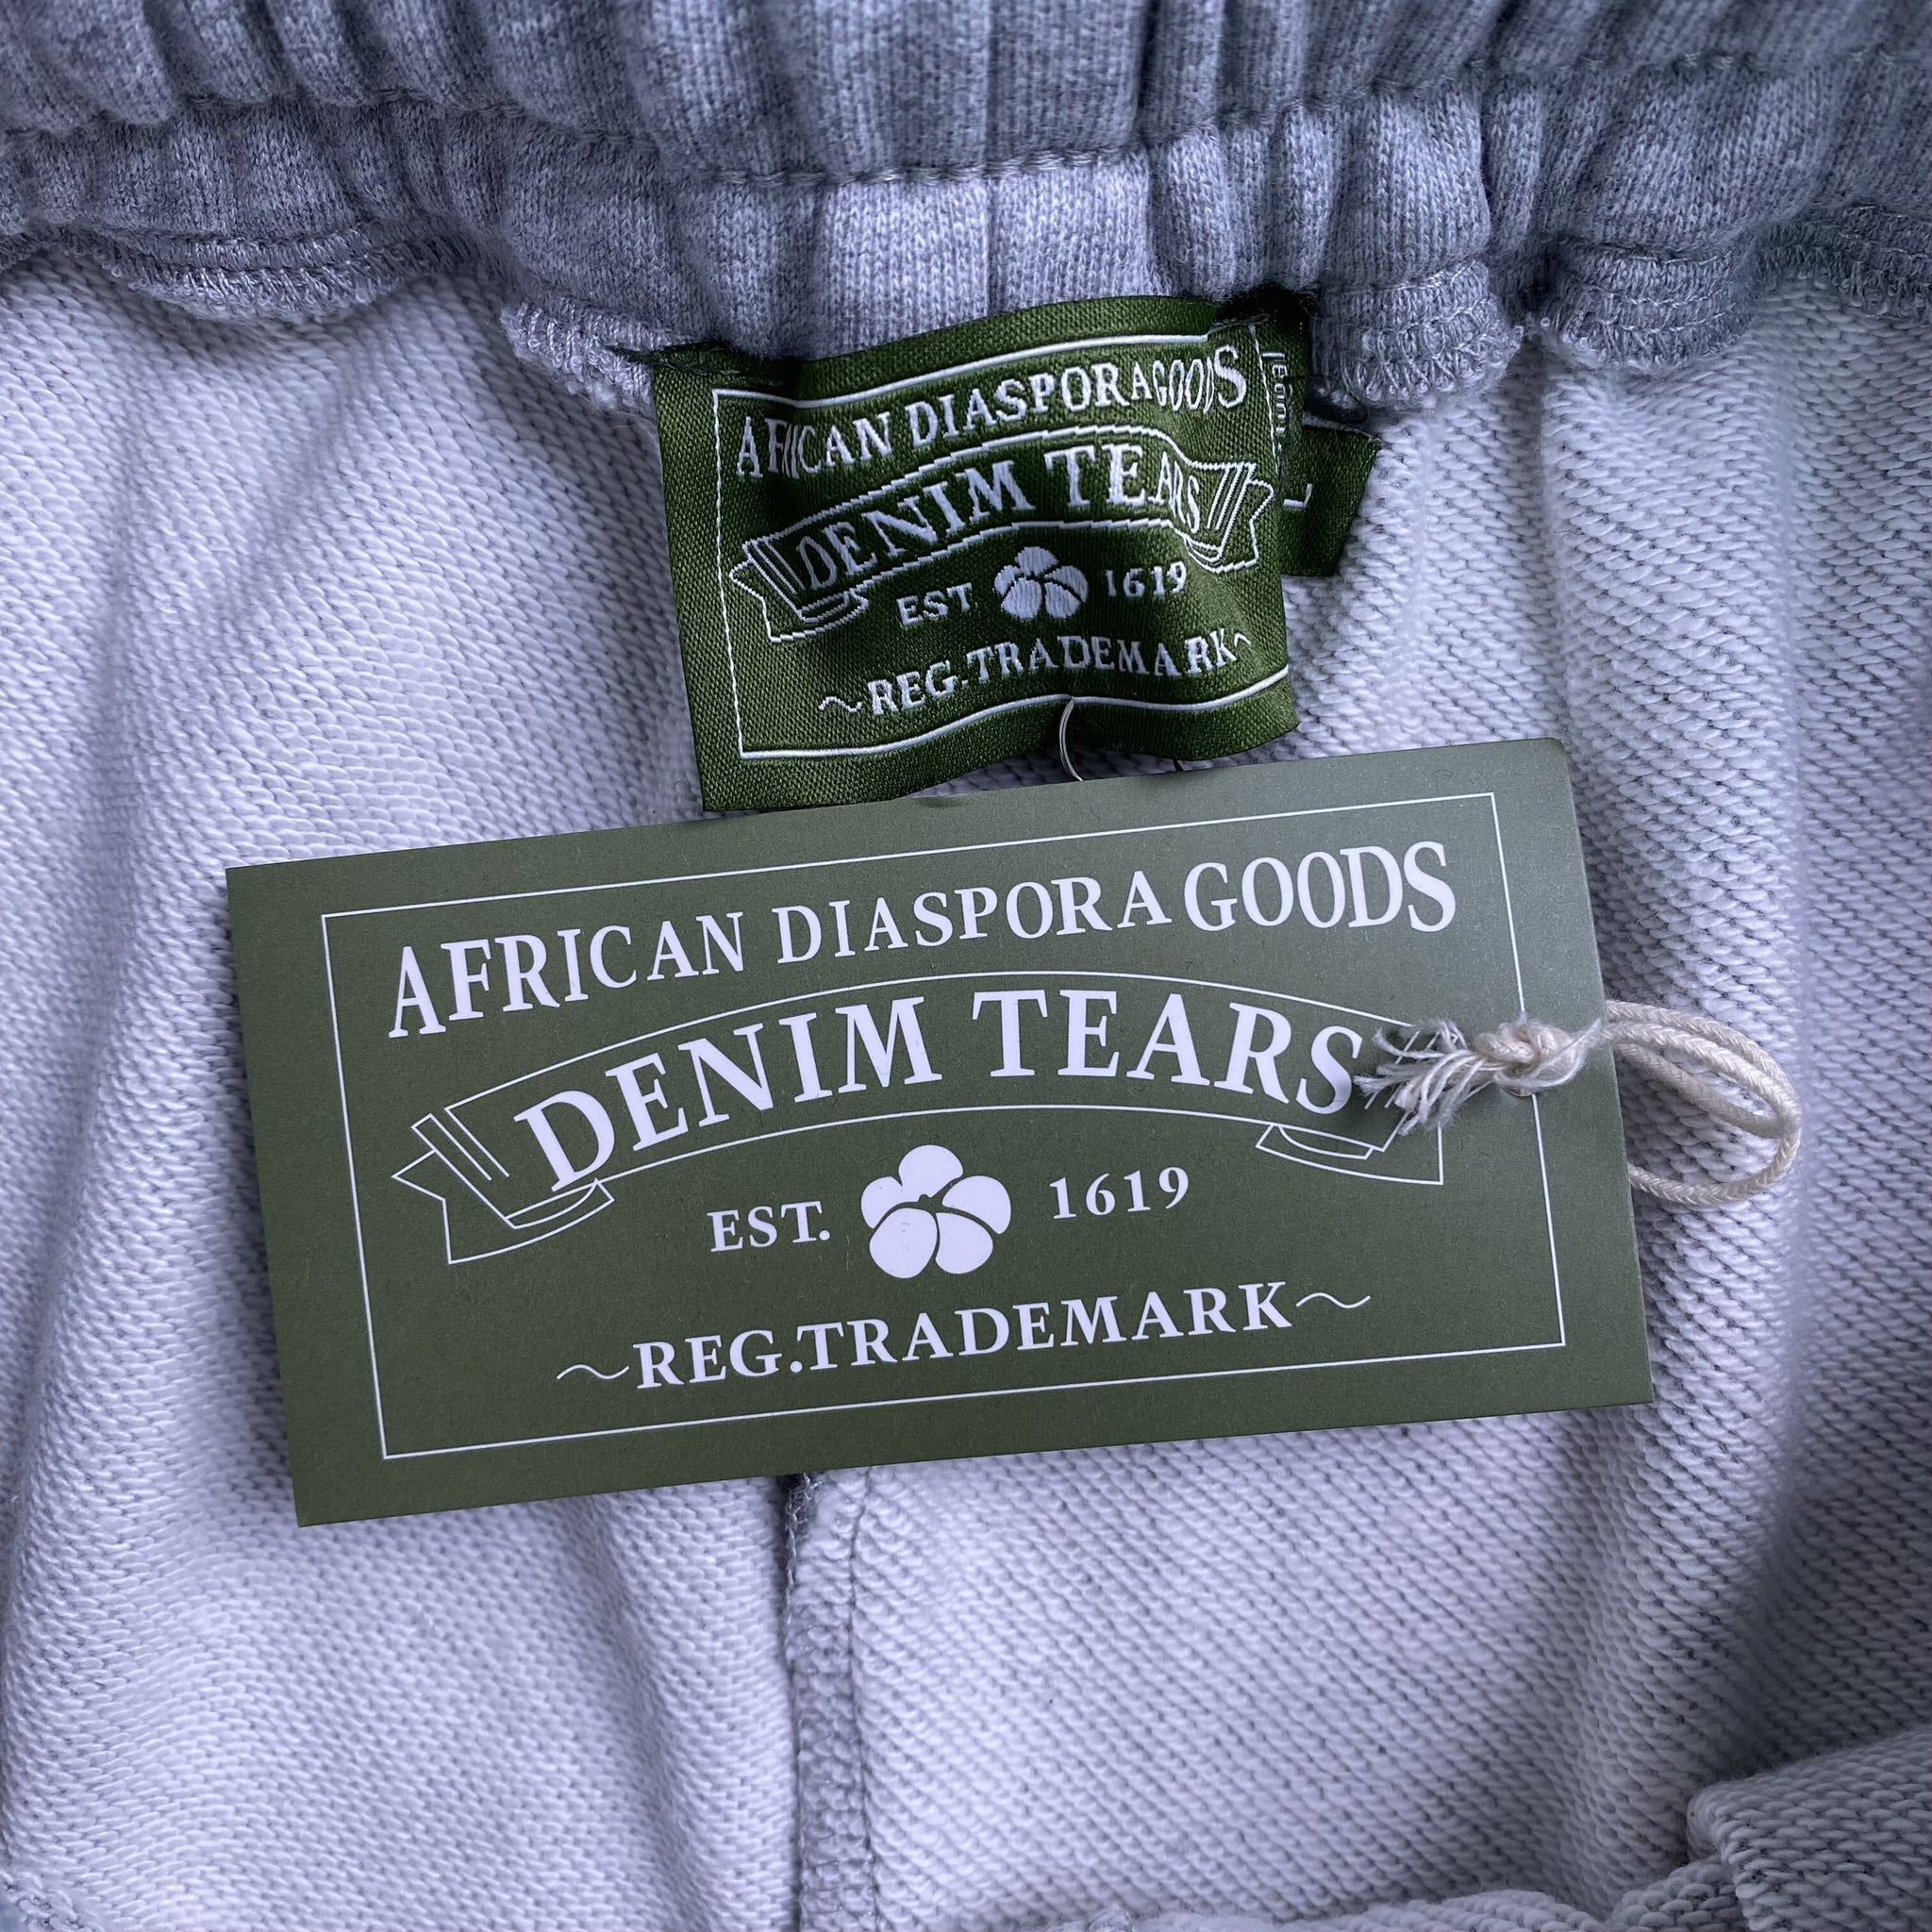 AFRICAN DIASPORA GOODS
DENIM TEARS
EST 1619
~REG.TRADEMARK~
L
AFRICAN DIASPORA GOODS
DENIM TEARS
EST. 1619
~REG.TRADEMARK~